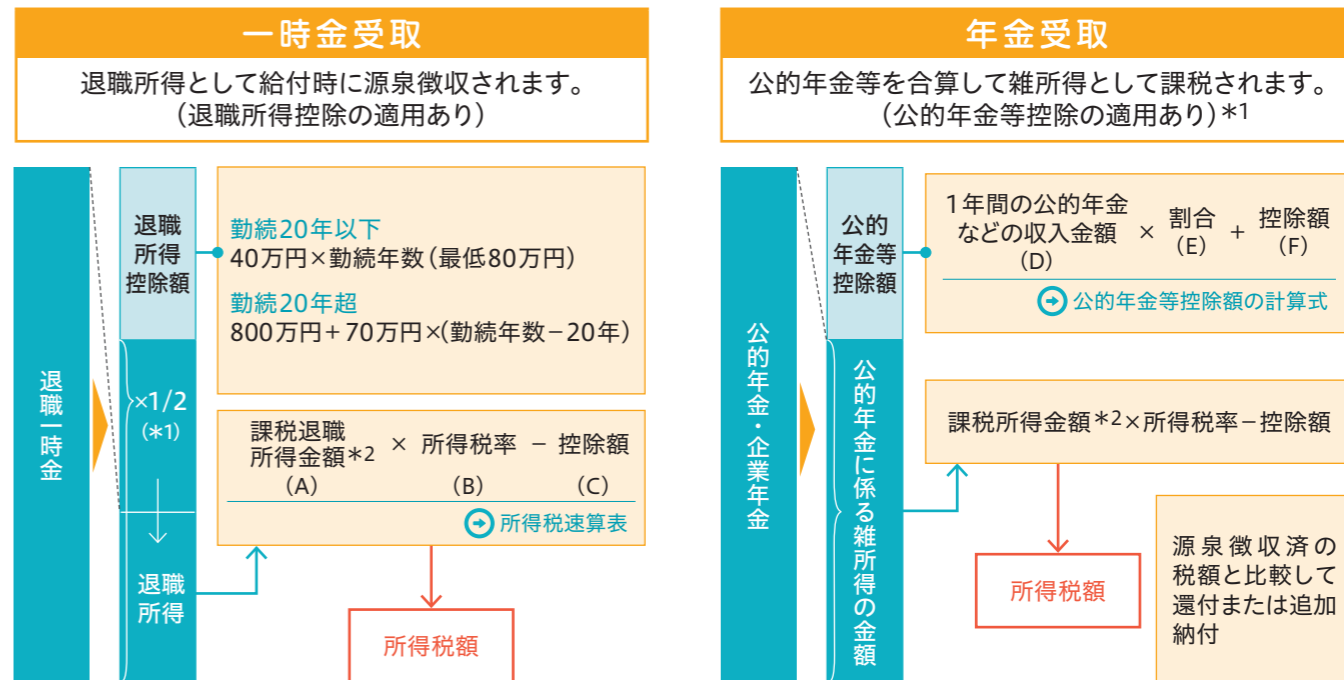 一時金受取
退職所得として給付時に源泉徴収されます。
（退職所得控除の適用あり）
退職一時金
退職
所得
控除額
勤続20年以下
40万円×勤続年数（最低80万円）
勤続20年超
800万円＋70万円×（勤続年数－20年）
×1/2
（*1）
退職
所得
課税退職
所得金額*2 × 所得税率 － 控除額
（A） （B） （C）
所得税速算表
所得税額
年金受取
公的年金等を合算して雑所得として課税されます。
（公的年金等控除の適用あり）*1
公的年金・企業年金
公的
年金等
控除額
1年間の公的年金
などの収入金額 × 割合 ＋ 控除額
（D） （E） （F）
公的年金等控除額の計算式
公的年金に係る雑所得の金額
課税所得金額*2×所得税率－控除額
所得税額
源泉徴収済の
税額と比較して
還付または追加
納付